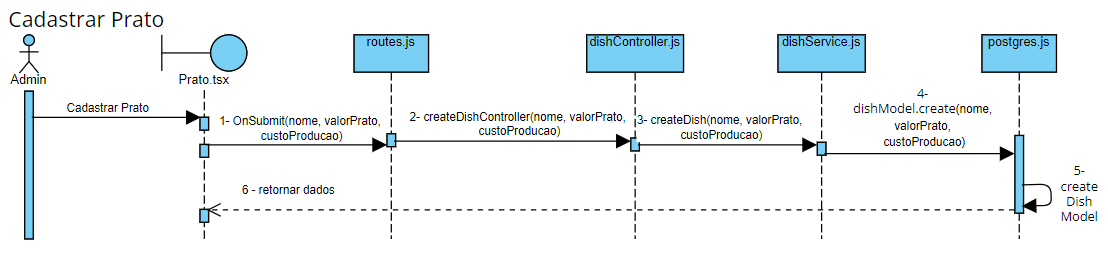 Cadastrar Prato
Admin
Prato.tsx
routes.js
dishController.js
dishService.js
postgres.js
Cadastrar Prato
1- OnSubmit(nome, valorPrato,
custoProducao)
2- createDishController(nome, valorPrato,
custoProducao)
3- createDish(nome, valorPrato,
custoProducao)
4-
dishModel.create(nome,
valorPrato,
custoProducao)
5-
create
Dish
Model
6 - retornar dados